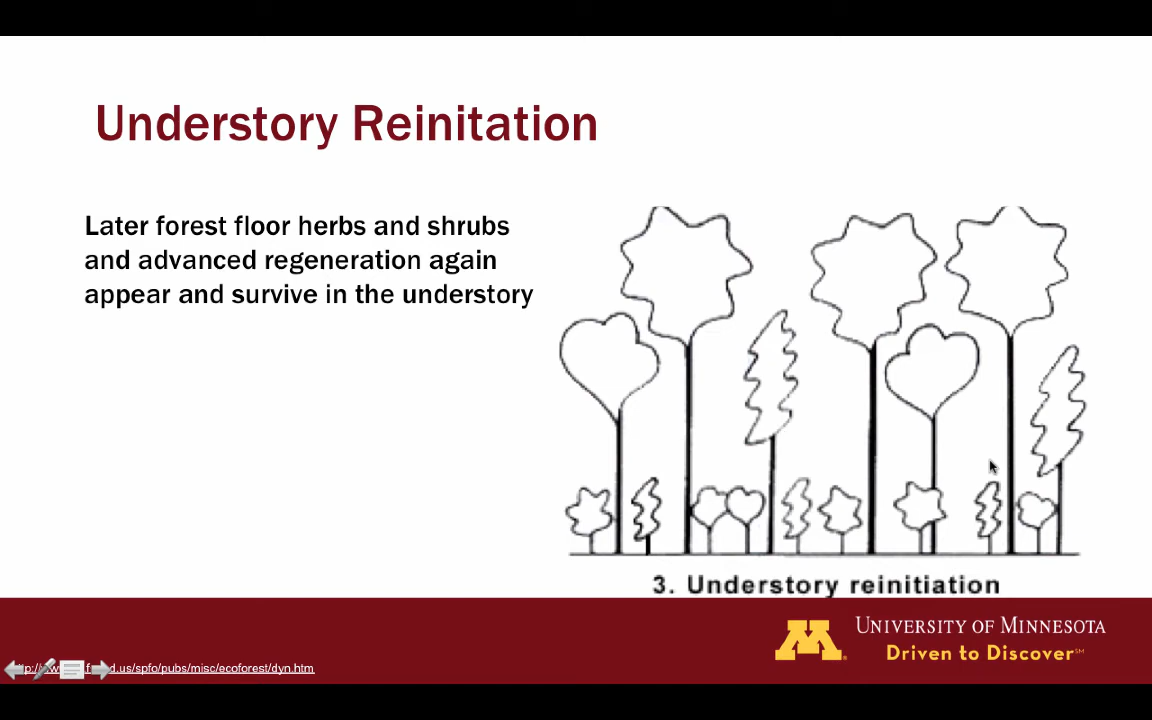 Understory Reinitation
Later forest floor herbs and shrubs
and advanced regeneration again
appear and survive in the understory
3. Understory reinitiation
UNIVERSITY OF MINNESOTA
Driven to Discover℠
.us/spfo/pubs/misc/ecoforest/dyn.htm